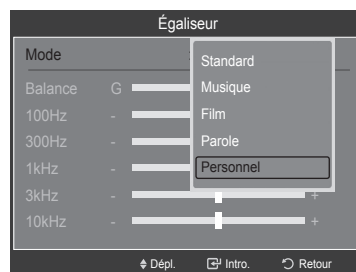 Égaliseur
Mode :
Standard
Musique
Film
Parole
Personnel
Balance G
100Hz -
300Hz -
1kHz -
3kHz - +
10kHz - +
Dépl. Intro. Retour